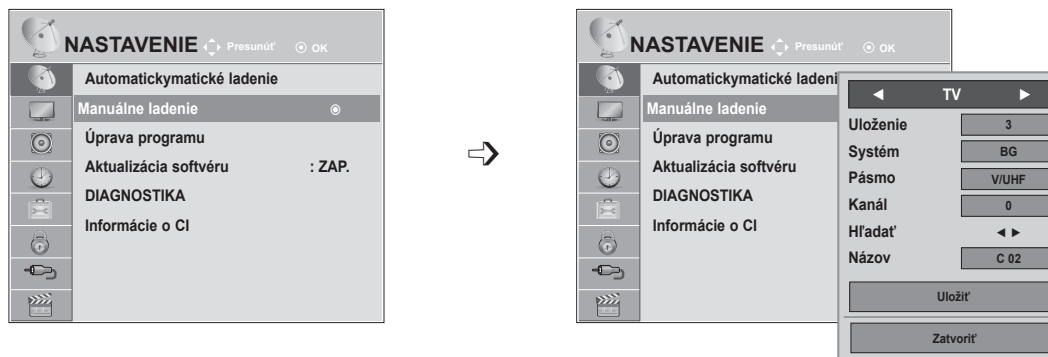 NASTAVENIE Presunúť OK
Automatickymatické ladenie
Manuálne ladenie
Úprava programu
Aktualizácia softvéru : ZAP.
DIAGNOSTIKA
Informácie o CI
NASTAVENIE Presunúť OK
Automatickymatické ladeni
Manuálne ladenie
Úprava programu
Aktualizácia softvéru
DIAGNOSTIKA
Informácie o CI
◀ TV ▶
Uloženie 3
Systém BG
Pásmo V/UHF
Kanál 0
Hľadať ◀ ▶
Názov C 02
Uložiť
Zatvoriť